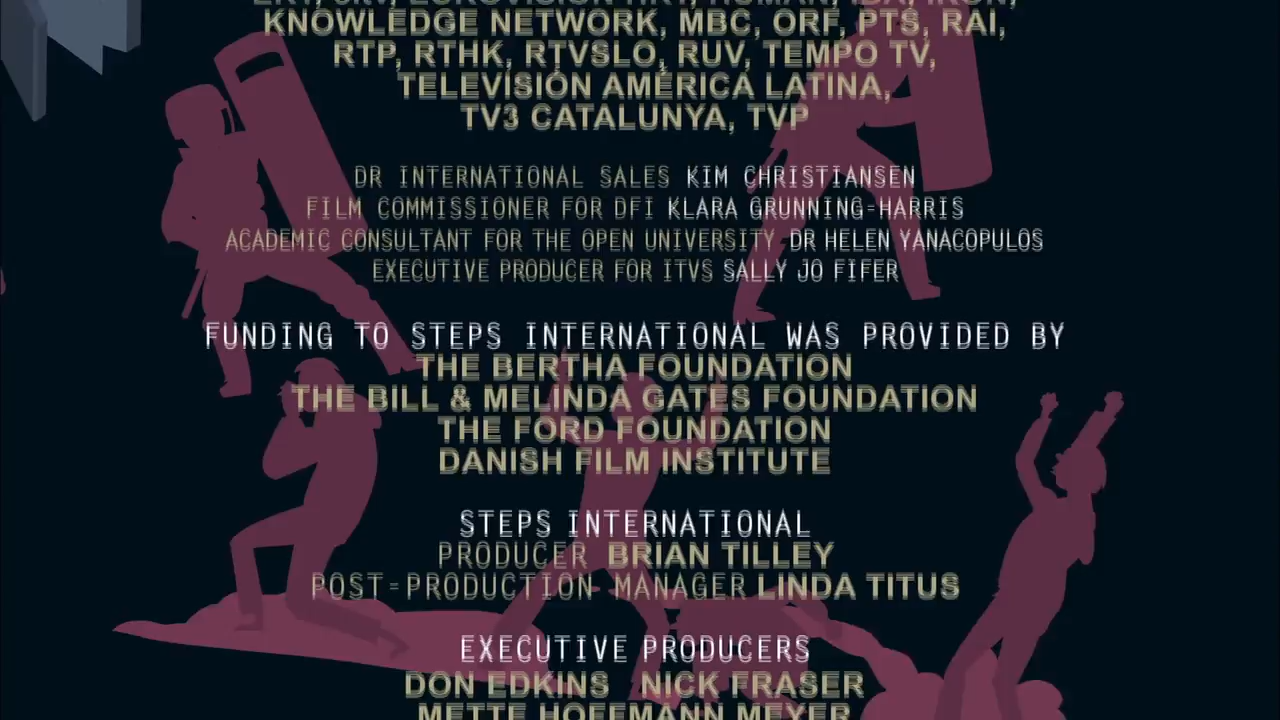 KNOWLEDGE NETWORK, MBC, ORF, PTS, RAI,
RTP, RTHK, RTVSLO, RUV, TEMPO TV,
TELEVISIÓN AMÉRICA LATINA,
TV3 CATALUNYA, TVP
DR INTERNATIONAL SALES KIM CHRISTIANSEN
FILM COMMISSIONER FOR DFI KLARA GRUNNING-HARRIS
ACADEMIC CONSULTANT FOR THE OPEN UNIVERSITY DR HELEN YANACOPULOS
EXECUTIVE PRODUCER FOR ITVS SALLY JO FIFER
FUNDING TO STEPS INTERNATIONAL WAS PROVIDED BY
THE BERTHA FOUNDATION
THE BILL & MELINDA GATES FOUNDATION
THE FORD FOUNDATION
DANISH FILM INSTITUTE
STEPS INTERNATIONAL
PRODUCER BRIAN TILLEY
POST-PRODUCTION MANAGER LINDA TITUS
EXECUTIVE PRODUCERS
DON EDKINS NICK FRASER
METTE HOFFMANN MEYER